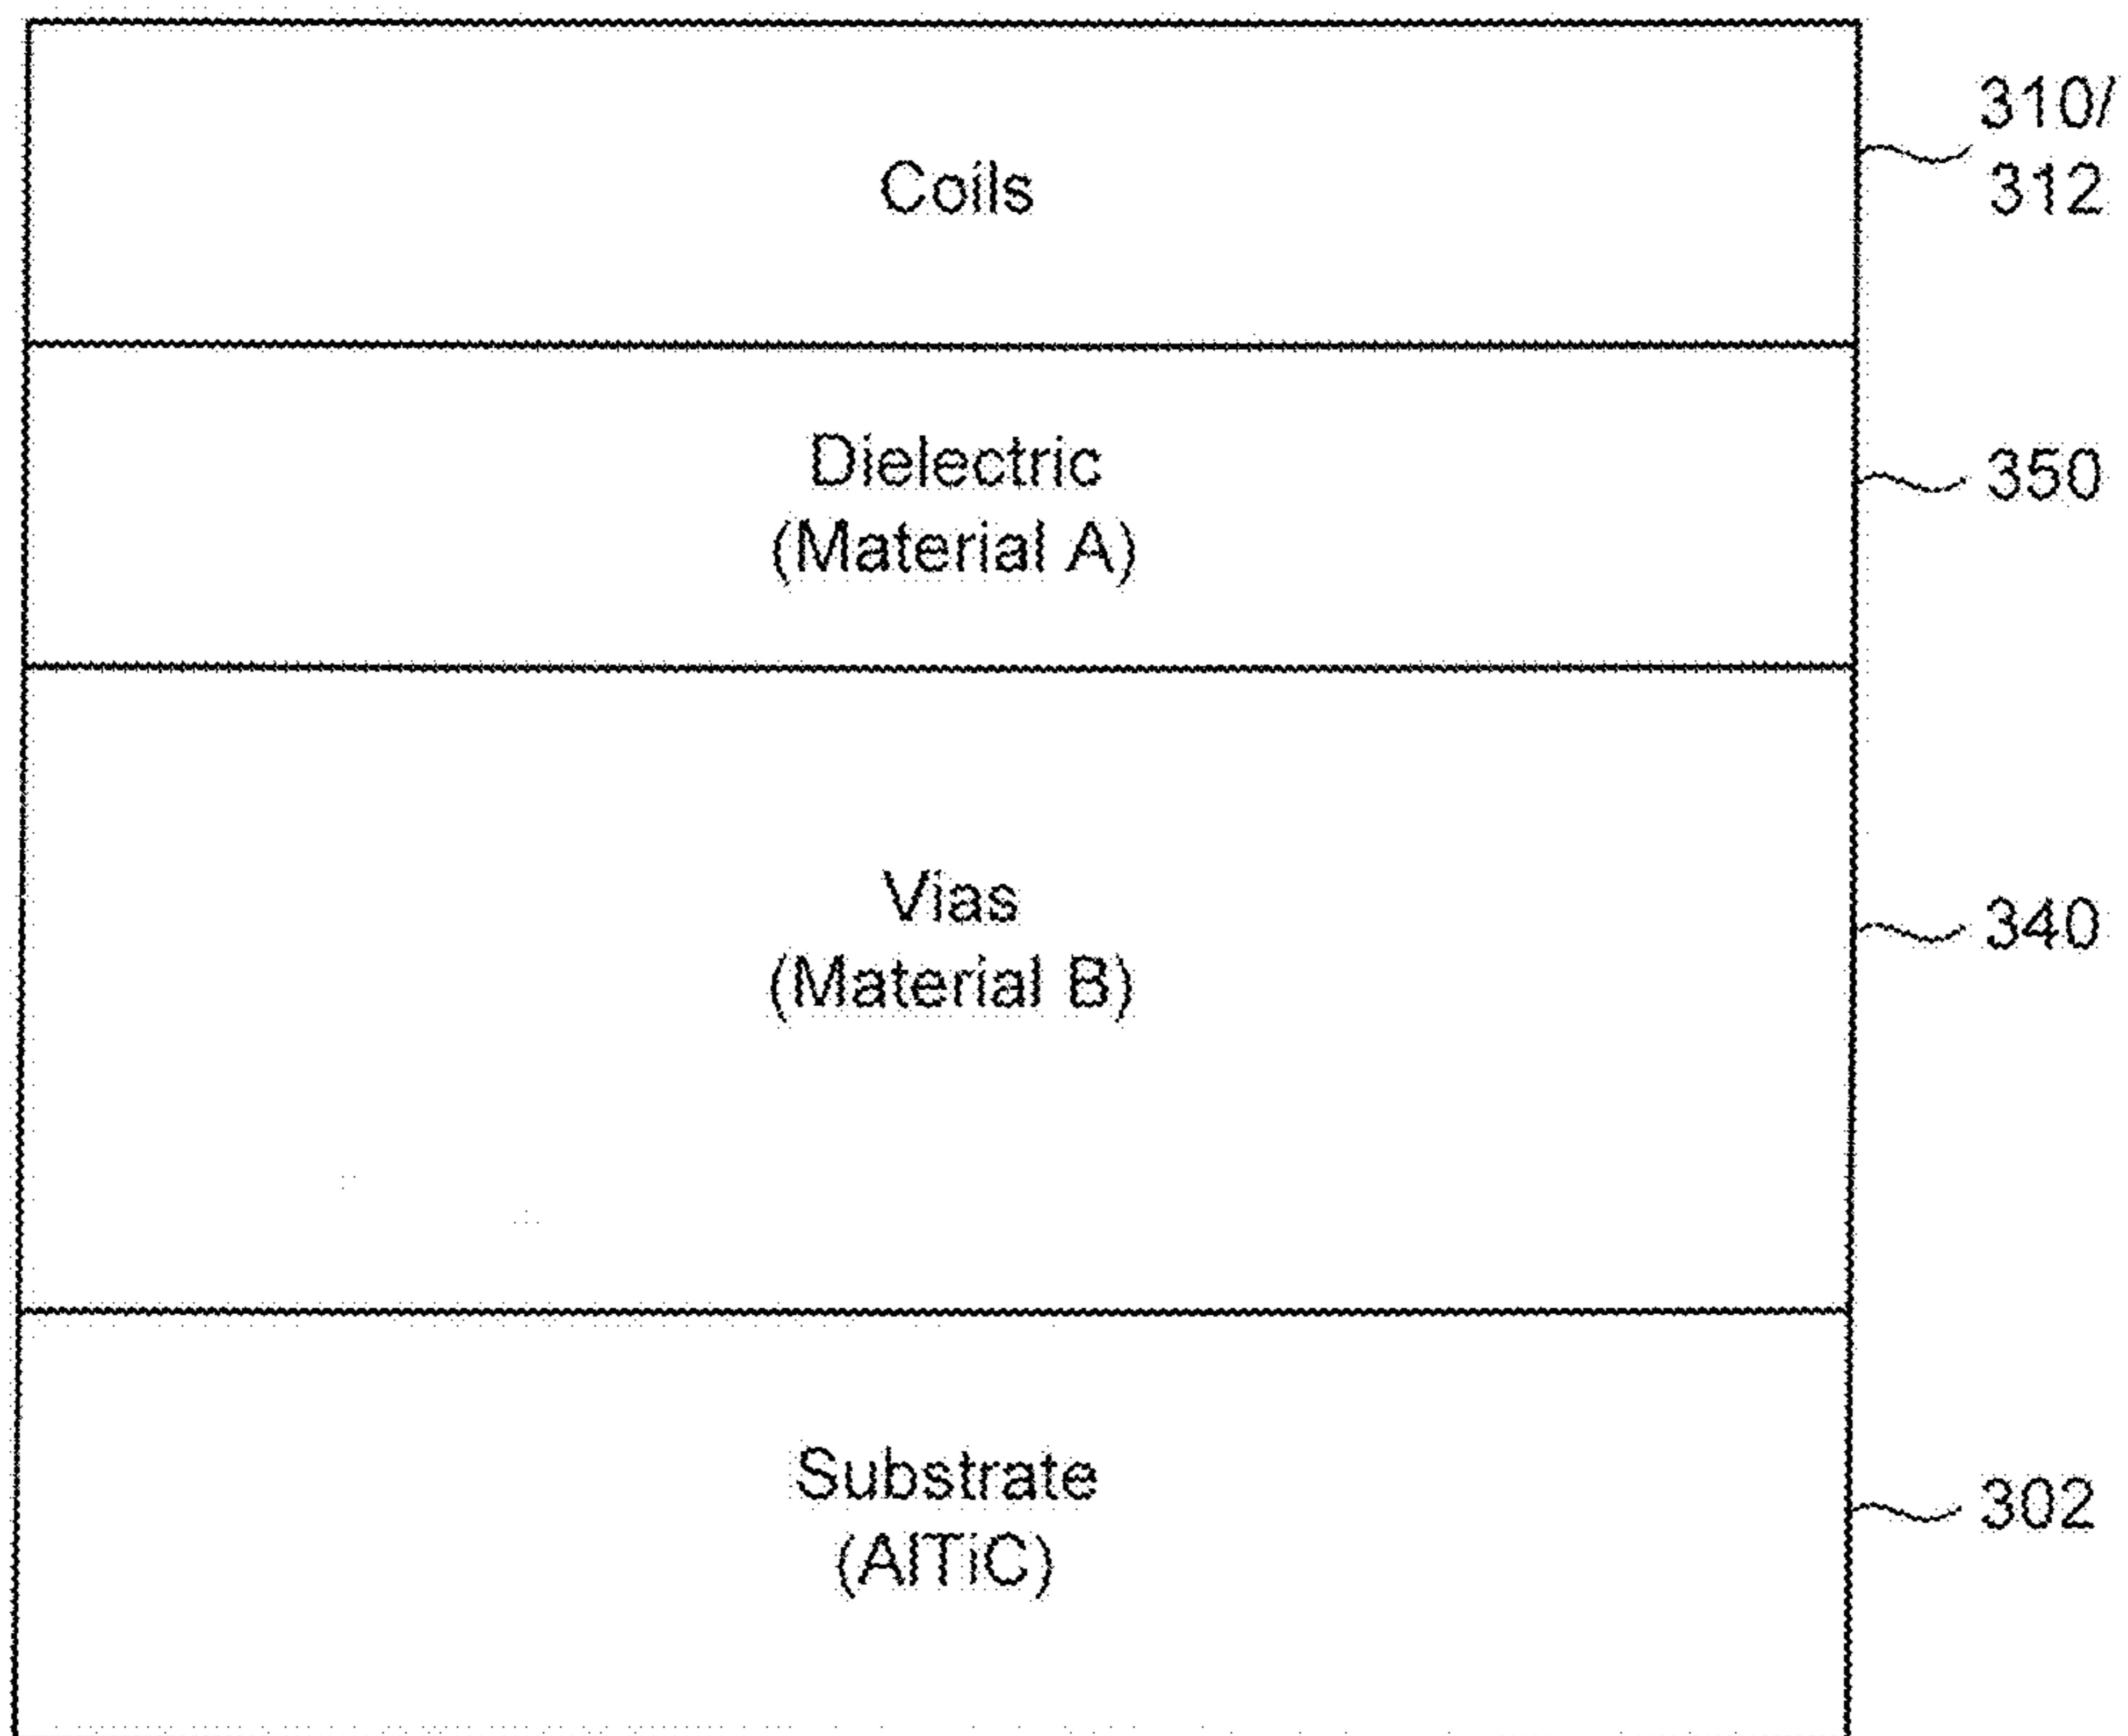 Coils
310/
312
Dielectric
(Material A)
350
Vias
(Material B)
340
Substrate
(AlTiC)
302